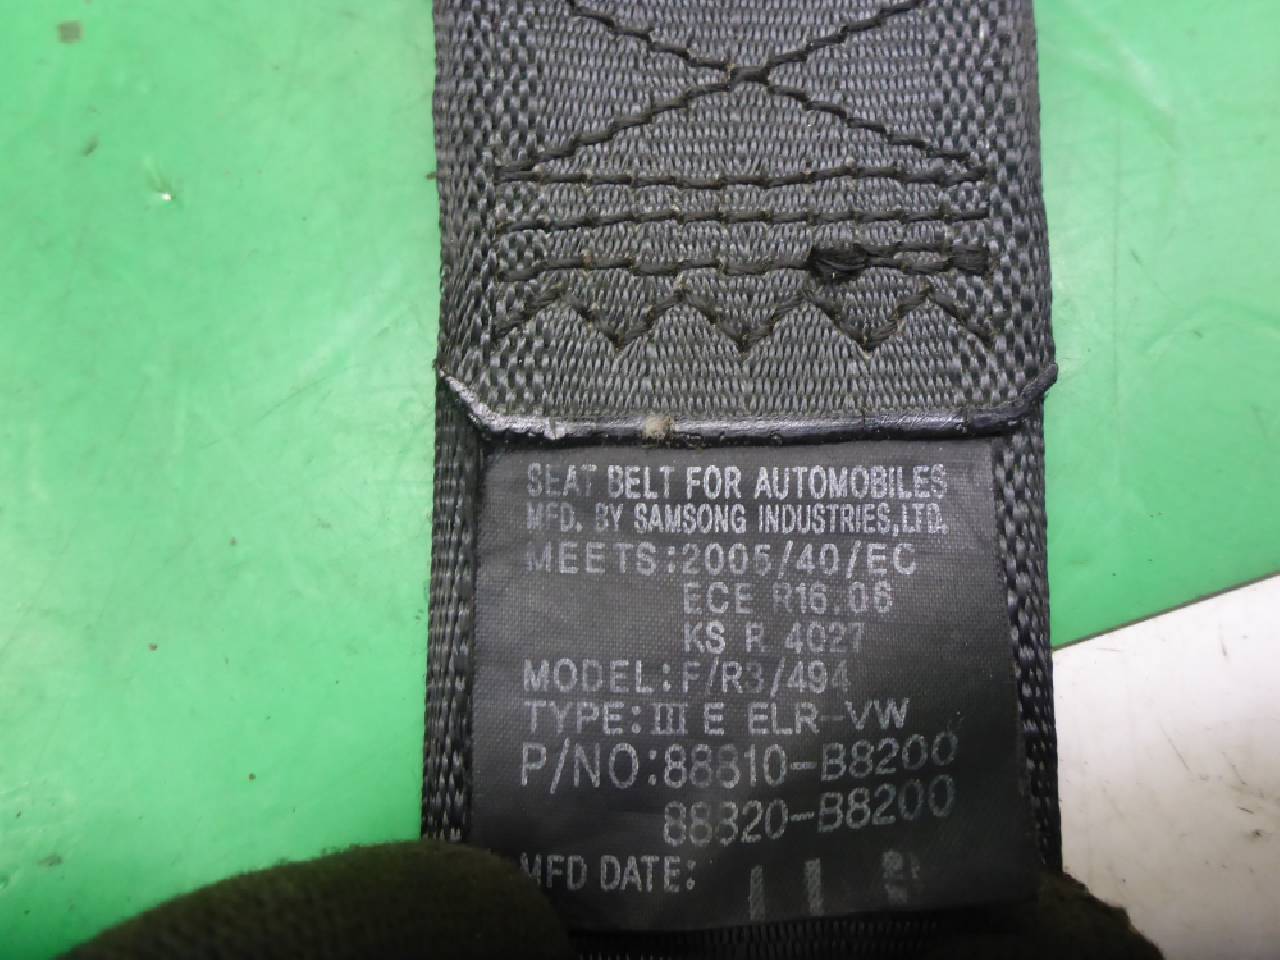 SEAT BELT FOR AUTOMOBILES
MFD. BY SAMSONG INDUSTRIES,LTD.
MEETS:2005/40/EC
ECE R16.06
KS R 4027
MODEL:F/R3/494
TYPE:III E ELR-VW
P/NO:88810-B8200
88820-B8200
MFD DATE: